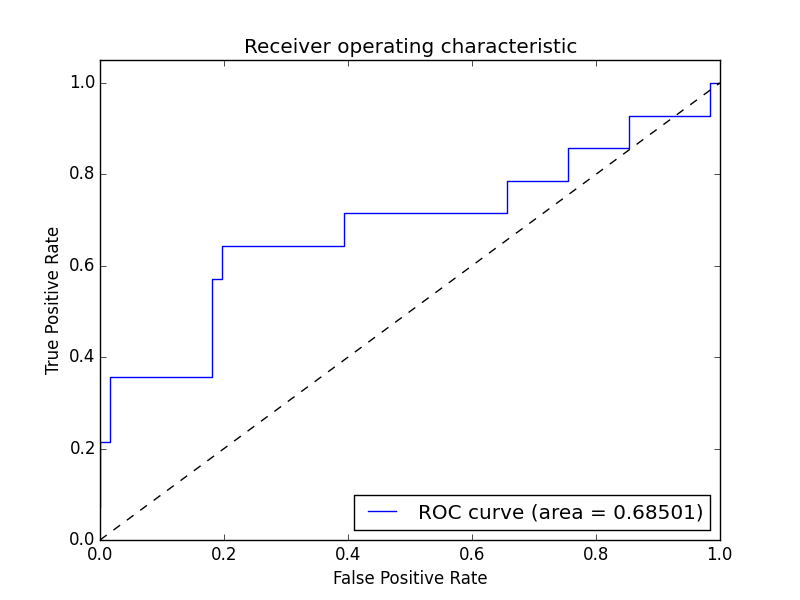 Receiver operating characteristic
1.0
0.8
0.6
0.4
0.2
0.0
True Positive Rate
ROC curve (area = 0.68501)
0.0 0.2 0.4 0.6 0.8 1.0
False Positive Rate